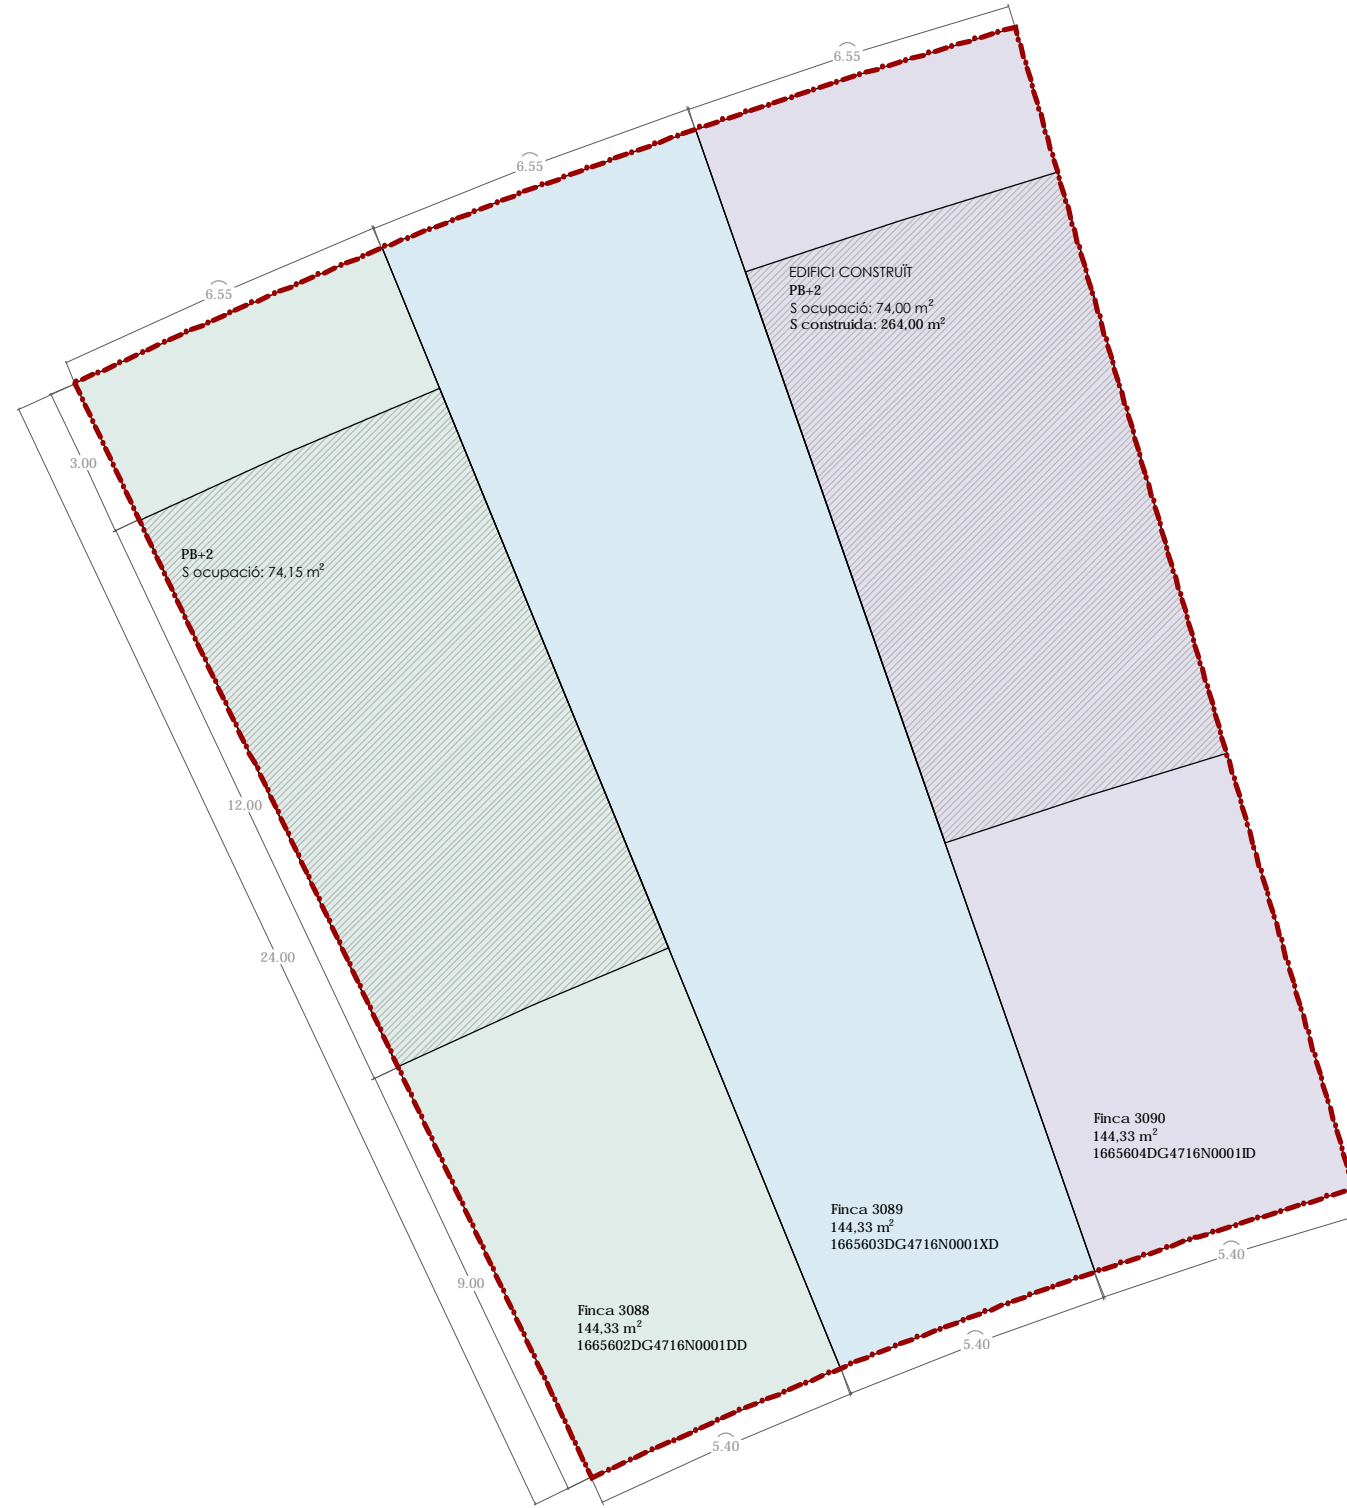 6.55
6.55
6.55
EDIFICI CONSTRUÏT
PB+2
S ocupació: 74,00 m²
S construida: 264,00 m²
3.00
PB+2
S ocupació: 74,15 m²
12.00
24.00
Finca 3090
144,33 m²
1665604DG4716N0001ID
Finca 3089
144,33 m²
1665603DG4716N0001XD
5.40
9.00
Finca 3088
144,33 m²
1665602DG4716N0001DD
5.40
5.40